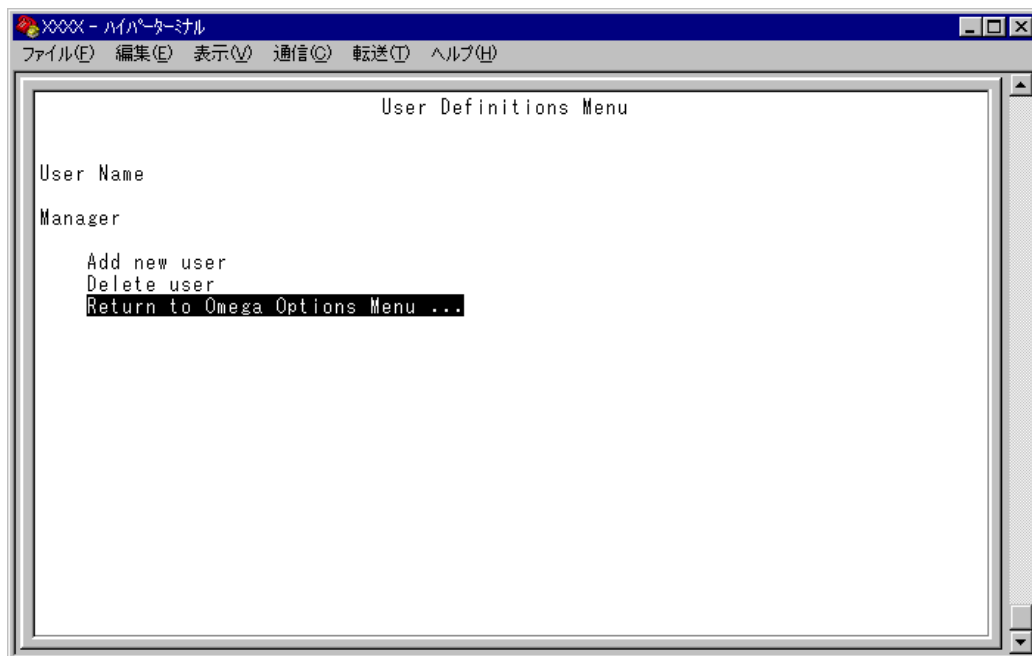 XXXX - ハイパーターミナル
ファイル(F) 編集(E) 表示(V) 通信(C) 転送(T) ヘルプ(H)
User Definitions Menu
User Name
Manager
Add new user
Delete user
Return to Omega Options Menu ...